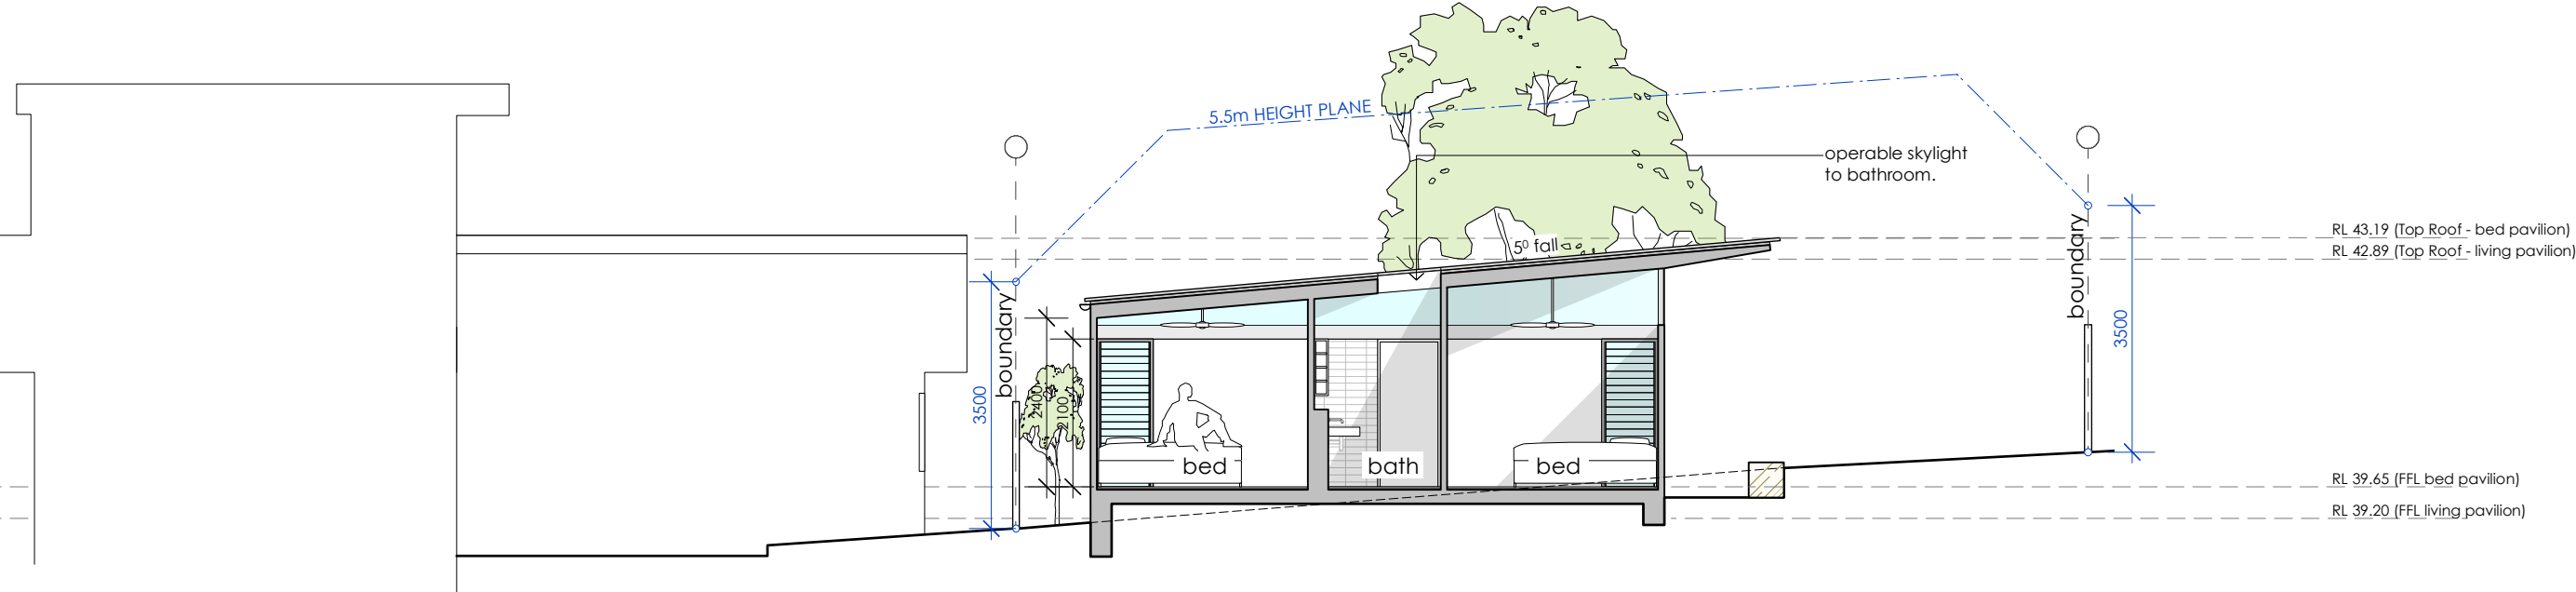 5.5m HEIGHT PLANE
operable skylight
to bathroom.
boundary
RL 43.19 (Top Roof - bed pavilion)
5⁰ fall
RL 42.89 (Top Roof - living pavilion)
boundary
3500
3500
2400
2100
bed
bath
bed
RL 39.65 (FFL bed pavilion)
RL 39.20 (FFL living pavilion)